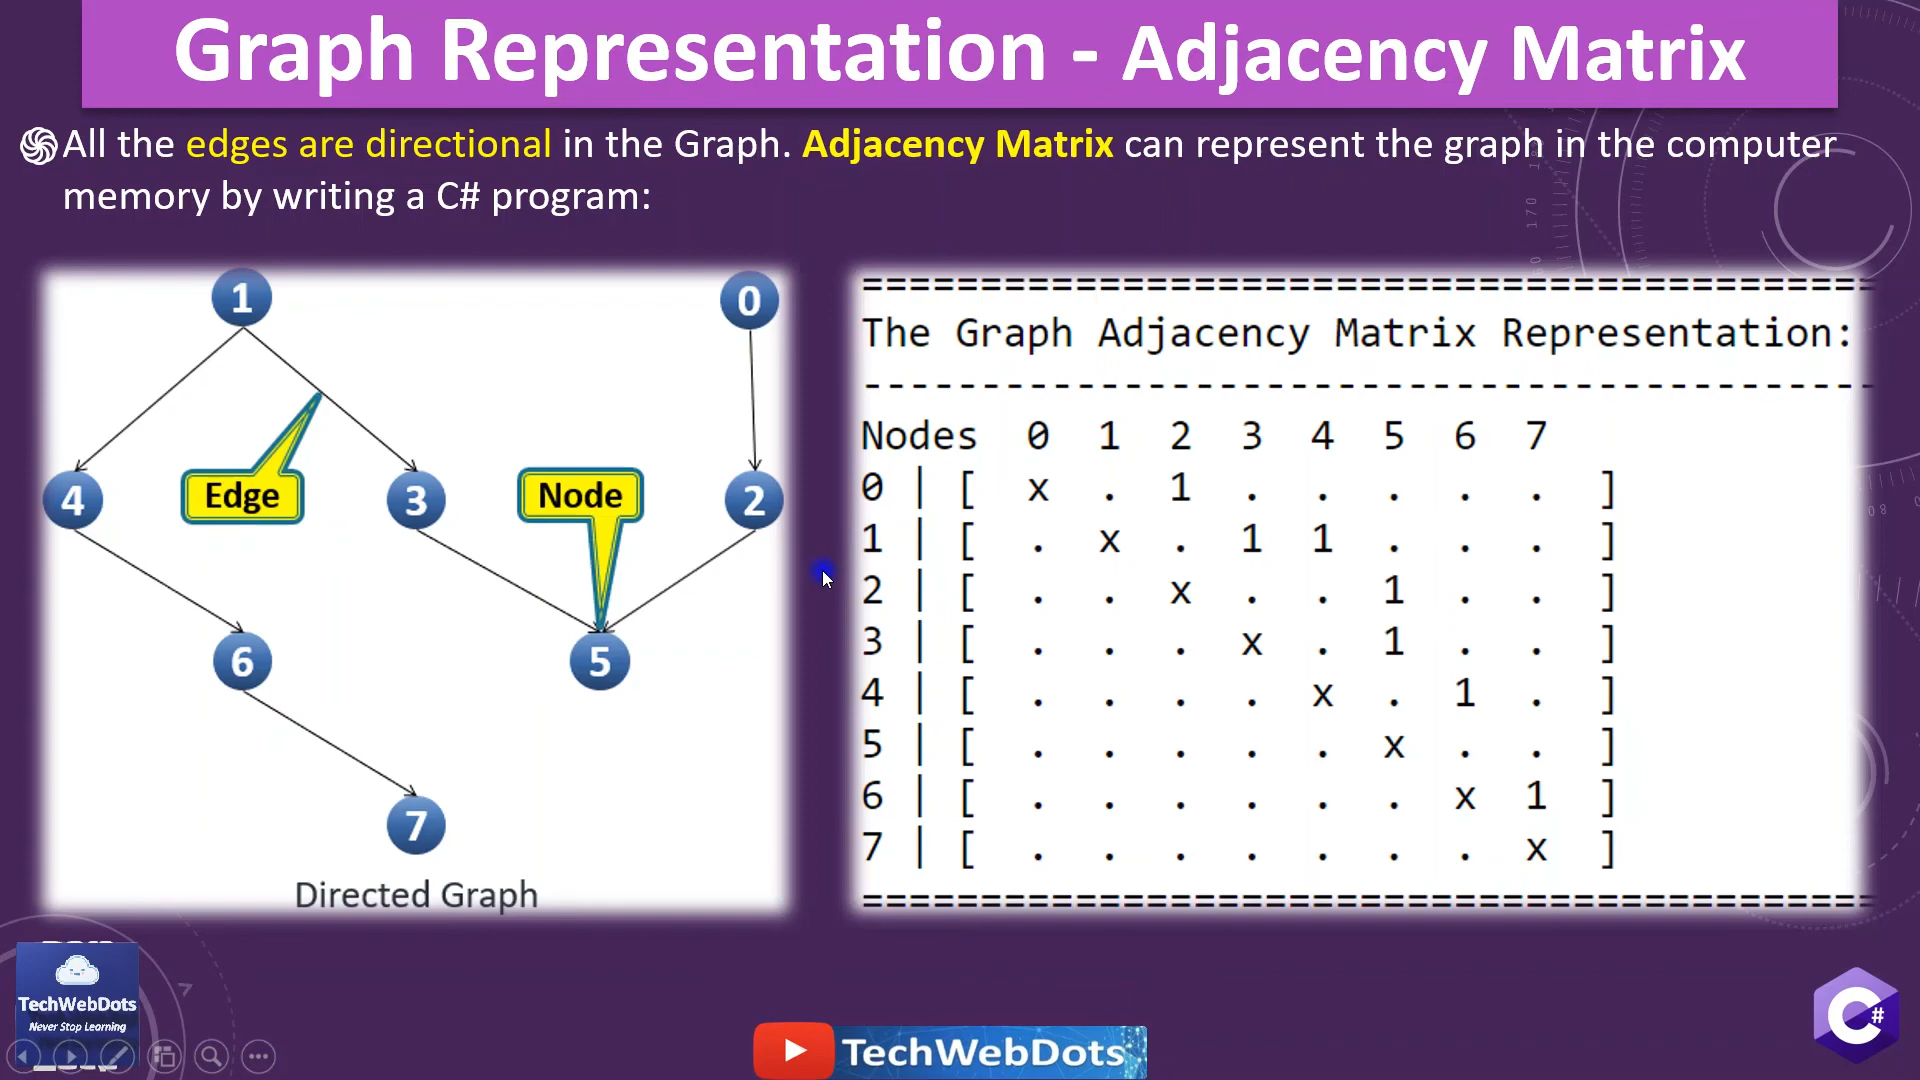 Graph Representation - Adjacency Matrix
All the edges are directional in the Graph. Adjacency Matrix can represent the graph in the computer
memory by writing a C# program:
1
0
4
Edge
3
Node
2
6
5
7
Directed Graph
==========================================
The Graph Adjacency Matrix Representation:
------------------------------------------
Nodes 0 1 2 3 4 5 6 7
0 | [ x . 1 . . . . . ]
1 | [ . x . 1 1 . . . ]
2 | [ . . x . . 1 . . ]
3 | [ . . . x . 1 . . ]
4 | [ . . . . x . 1 . ]
5 | [ . . . . . x . . ]
6 | [ . . . . . . x 1 ]
7 | [ . . . . . . . x ]
==========================================
TechWebDots
Never Stop Learning
TechWebDots
C#
170
60
80